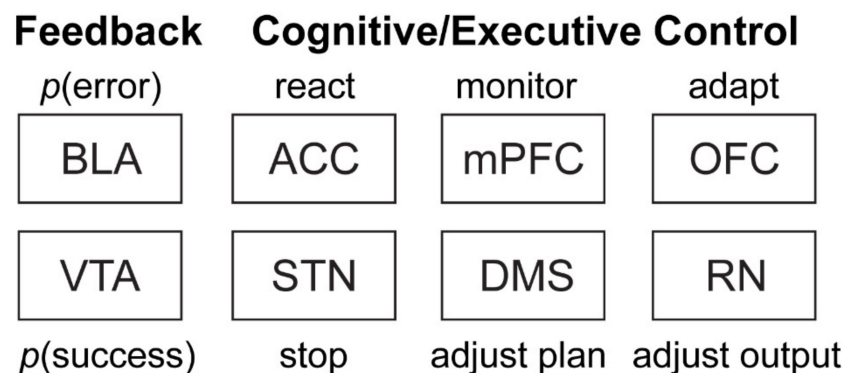 Feedback Cognitive/Executive Control
p(error) react monitor adapt
BLA ACC mPFC OFC
VTA STN DMS RN
p(success) stop adjust plan adjust output